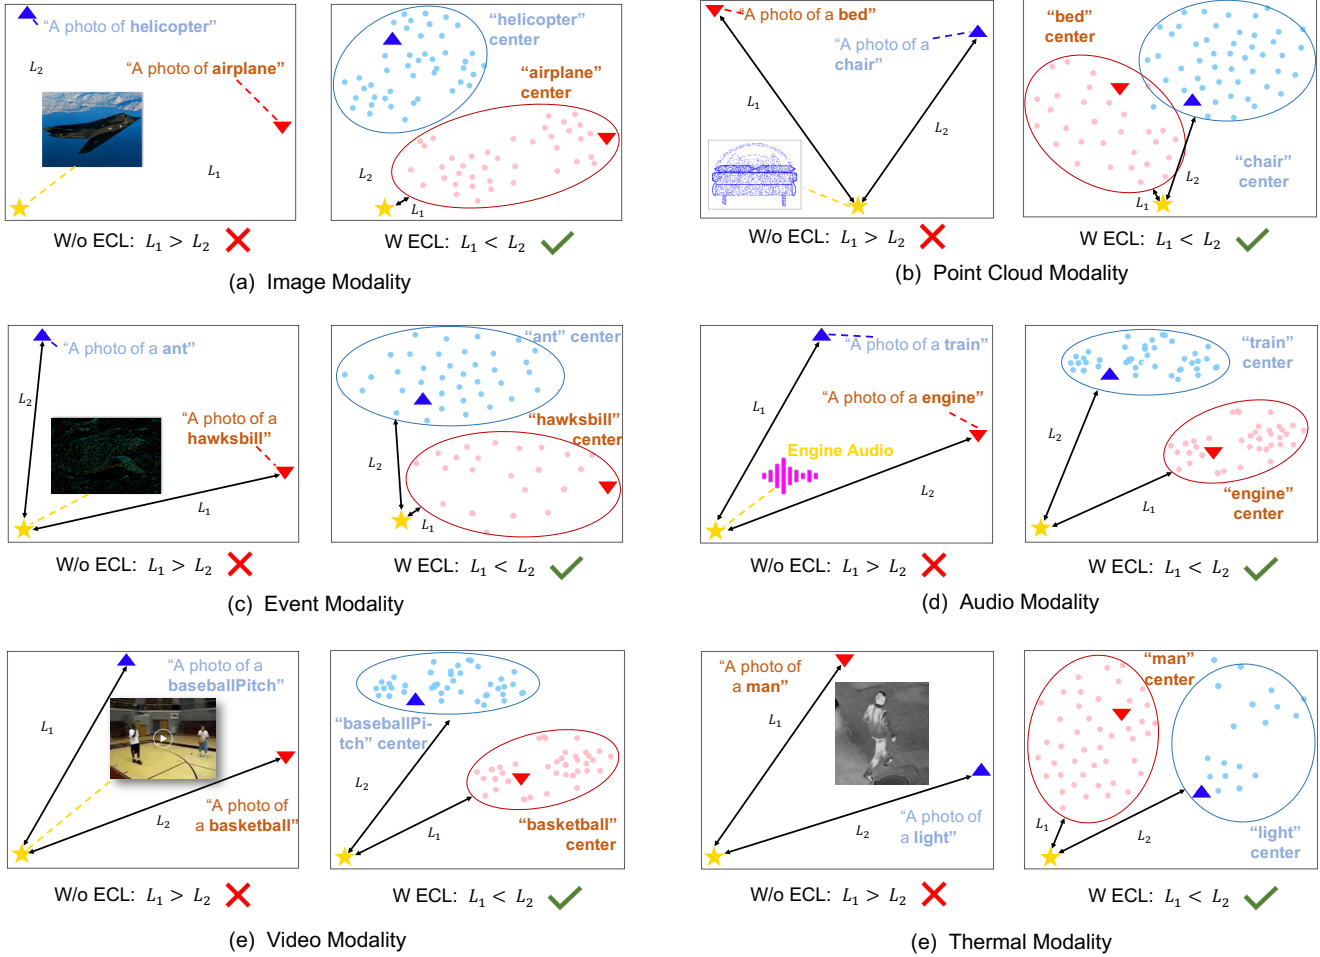 “A photo of helicopter”
L₂
“A photo of airplane”
L₁
W/o ECL: L₁ > L₂
“helicopter”
center
“airplane”
center
L₂
L₁
W ECL: L₁ < L₂
(a) Image Modality
“A photo of a bed”
“A photo of a
chair”
L₁
L₂
W/o ECL: L₁ > L₂
“bed”
center
“chair”
center
L₂
L₁
W ECL: L₁ < L₂
(b) Point Cloud Modality
“A photo of a ant”
L₂
“A photo of a
hawksbill”
L₁
W/o ECL: L₁ > L₂
“ant” center
“hawksbill”
center
L₂
L₁
W ECL: L₁ < L₂
(c) Event Modality
“A photo of a train”
“A photo of a engine”
L₁
Engine Audio
L₂
W/o ECL: L₁ > L₂
“train”
center
L₂
“engine”
center
L₁
W ECL: L₁ < L₂
(d) Audio Modality
“A photo of a
baseballPitch”
L₁
“A photo of
a basketball”
L₂
W/o ECL: L₁ > L₂
“baseballPi-
tch” center
L₂
L₁
“basketball”
center
W ECL: L₁ < L₂
(e) Video Modality
“A photo of
a man”
L₁
“A photo of
a light”
L₂
W/o ECL: L₁ > L₂
“man”
center
L₁
L₂
“light”
center
W ECL: L₁ < L₂
(e) Thermal Modality